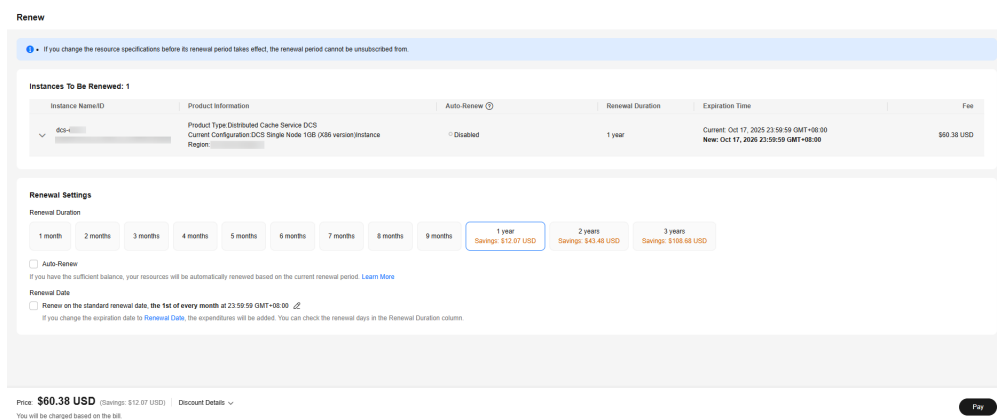 Renew
• If you change the resource specifications before its renewal period takes effect, the renewal period cannot be unsubscribed from.
Instances To Be Renewed: 1
Instance Name/ID Product Information Auto-Renew Renewal Duration Expiration Time Fee
dcs-
Product Type:Distributed Cache Service DCS
Current Configuration:DCS Single Node 1GB (X86 version)Instance
Region:
Disabled
1 year
Current: Oct 17, 2025 23:59:59 GMT+08:00
New: Oct 17, 2026 23:59:59 GMT+08:00
$60.38 USD
Renewal Settings
Renewal Duration
1 month 2 months 3 months 4 months 5 months 6 months 7 months 8 months 9 months
1 year
Savings: $12.07 USD
2 years
Savings: $43.48 USD
3 years
Savings: $108.68 USD
Auto-Renew
If you have the sufficient balance, your resources will be automatically renewed based on the current renewal period. Learn More
Renewal Date
Renew on the standard renewal date, the 1st of every month at 23:59:59 GMT+08:00
If you change the expiration date to Renewal Date, the expenditures will be added. You can check the renewal days in the Renewal Duration column.
Price: $60.38 USD (Savings: $12.07 USD) Discount Details
You will be charged based on the bill.
Pay